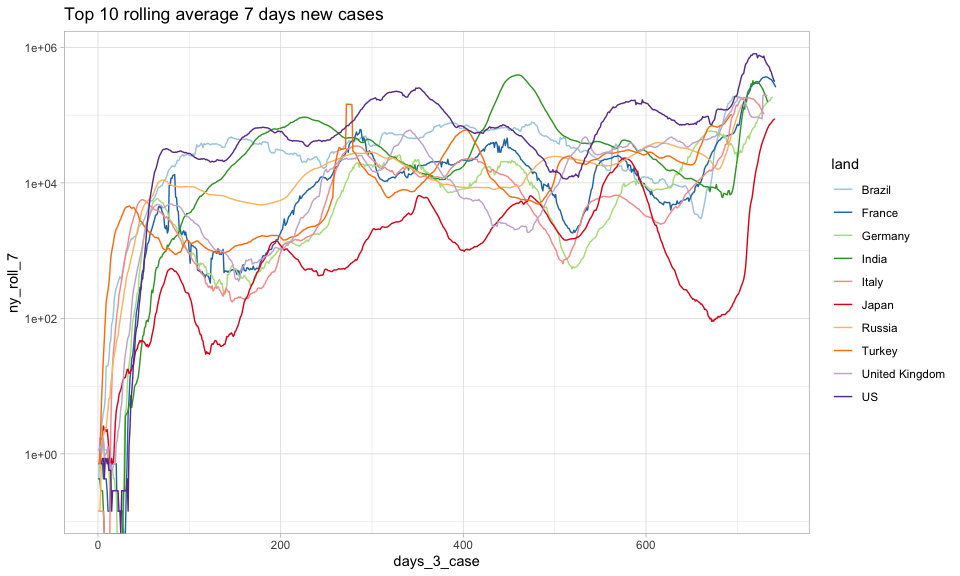 Top 10 rolling average 7 days new cases
ny_roll_7
1e+06
1e+04
1e+02
1e+00
0
200
400
600
days_3_case
land
Brazil
France
Germany
India
Italy
Japan
Russia
Turkey
United Kingdom
US